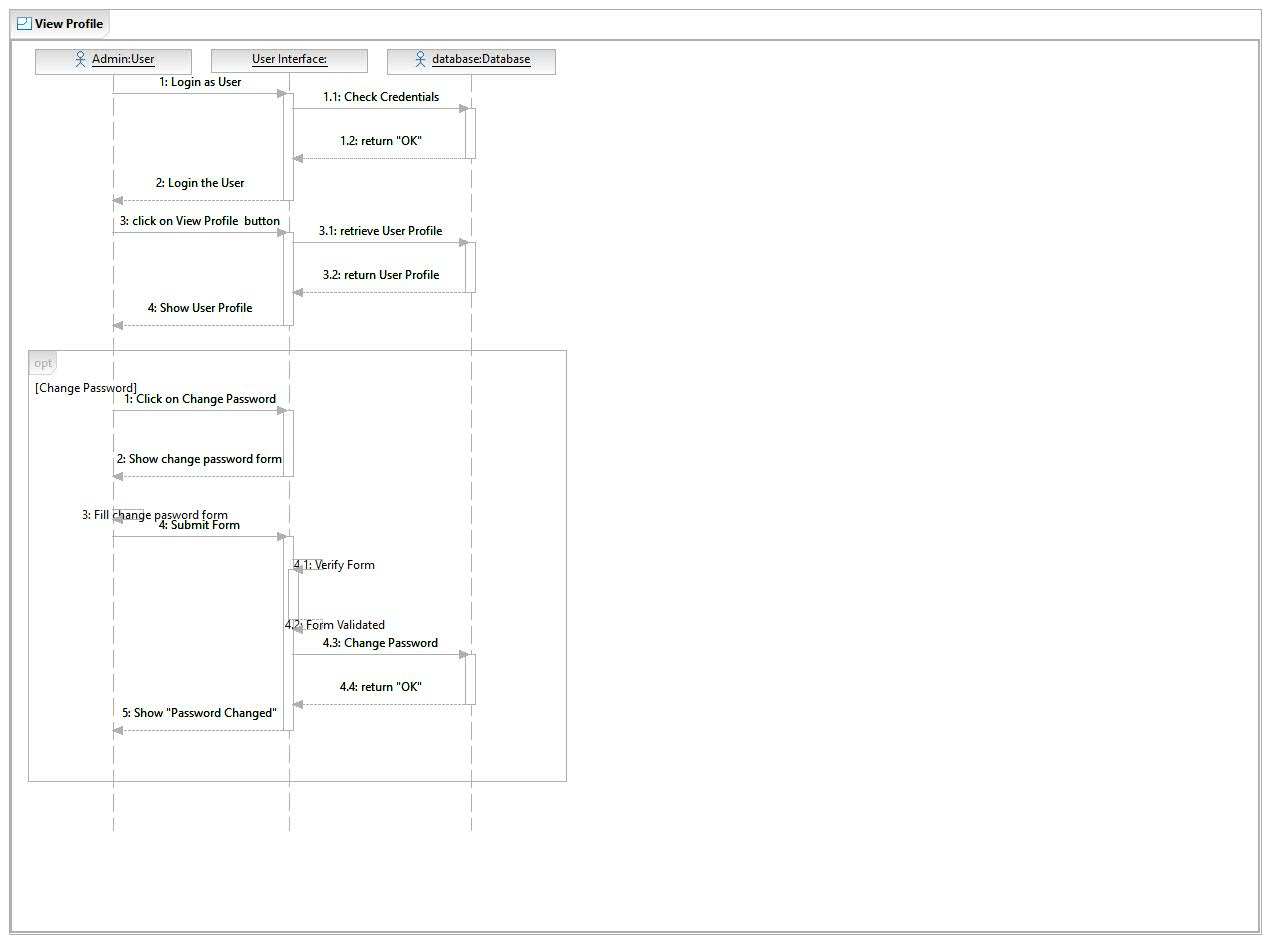 View Profile
Admin:User
User Interface:
database:Database
1: Login as User
1.1: Check Credentials
1.2: return "OK"
2: Login the User
3: click on View Profile  button
3.1: retrieve User Profile
3.2: return User Profile
4: Show User Profile
opt
[Change Password]
1: Click on Change Password
2: Show change password form
3: Fill change pasword form
4: Submit Form
4.1: Verify Form
4.2: Form Validated
4.3: Change Password
4.4: return "OK"
5: Show "Password Changed"